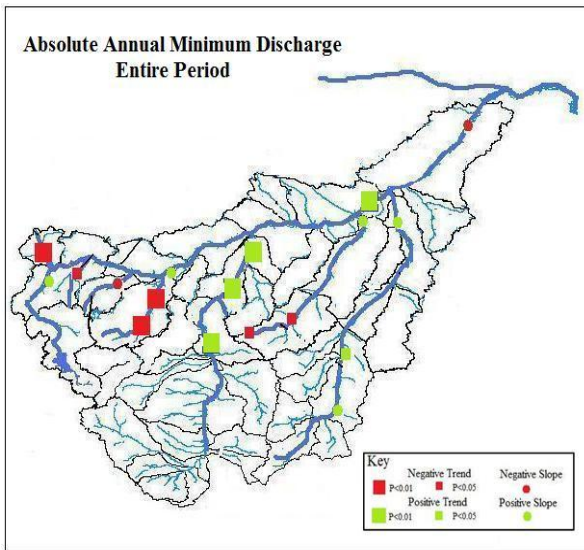 Absolute Annual Minimum Discharge
Entire Period
Key
Negative Trend Negative Slope
P<0.01 P<0.05
Positive Trend Positive Slope
P<0.01 P<0.05